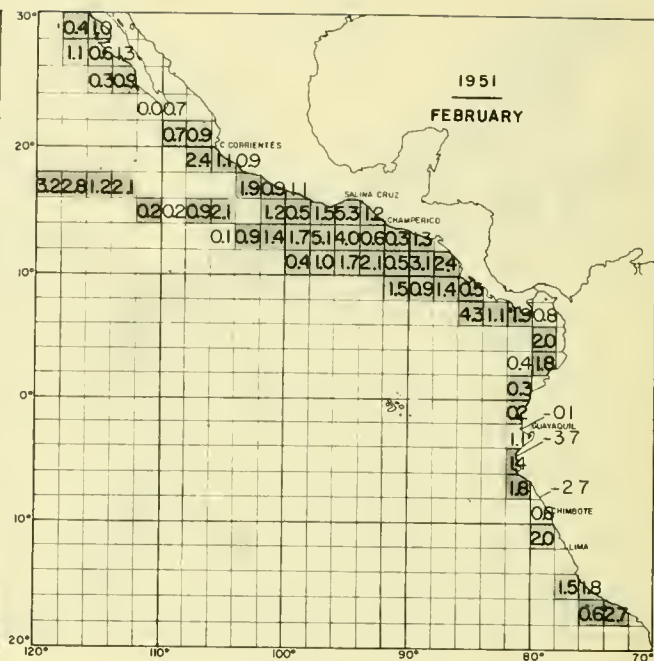 30°
0.4 1.0
1.1 0.6 1.3
0.3 0.9
1951
FEBRUARY
0.0 0.7
20°
0.7 0.9
C CORRIENTES
2.4 1.1 0.9
3.2 2.8 1.2 2.1
1.9 0.9 1.1
SALINA CRUZ
0.2 0.2 0.9 2.1
1.2 0.5 1.5 5.3 1.2
CHAMPERICO
0.1 0.9 1.4 1.7 5.1 4.0 0.6 0.3 1.3
10°
0.4 1.0 1.7 2.1 0.5 3.1 2.4
1.5 0.9 1.4 0.5
4.3 1.1 1.9 0.8
2.0
0.4 1.8
0°
0.3
0.2 -01
GUAYAQUIL
1.1 -37
1.4
1.8 -27
10°
0.8 CHIMBOTE
2.0
LIMA
1.5 1.8
0.6 2.7
20°
120° 110° 100° 90° 80° 70°